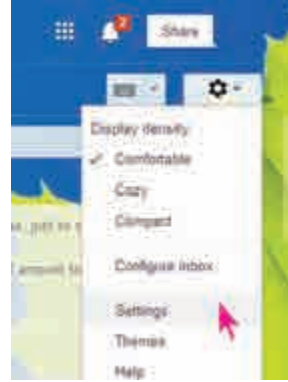 2
Share
Display density:
✓ Comfortable
Cozy
Compact
Configure inbox
Settings
Themes
Help